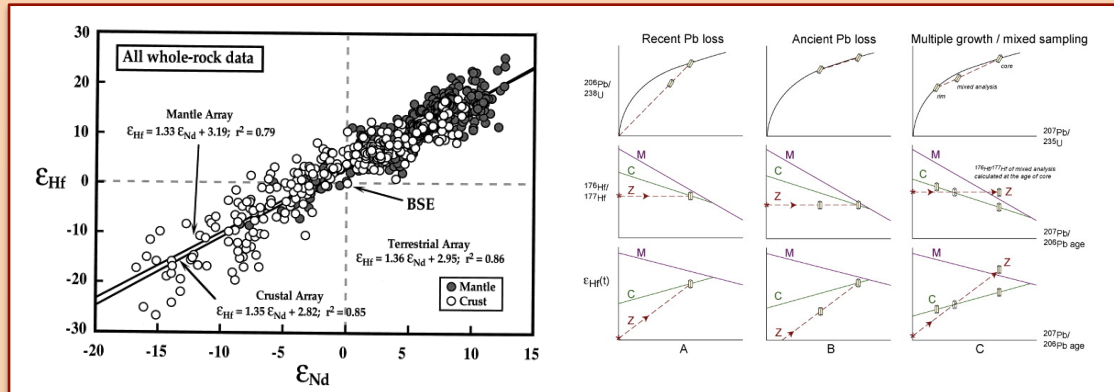 All whole-rock data
Mantle Array
εHf = 1.33 εNd + 3.19; r² = 0.79
BSE
Terrestrial Array
εHf = 1.36 εNd + 2.95; r² = 0.86
Crustal Array
εHf = 1.35 εNd + 2.82; r² = 0.85
Mantle
Crust
εHf
30
20
10
0
-10
-20
-30
-20
-15
-10
-5
0
5
10
15
εNd
Recent Pb loss
Ancient Pb loss
Multiple growth / mixed sampling
²⁰⁶Pb/
²³⁸U
core
mixed analysis
rim
²⁰⁷Pb/
²³⁵U
¹⁷⁶Hf/
¹⁷⁷Hf
M
C
Z
M
C
Z
M
C
Z
¹⁷⁶Hf/¹⁷⁷Hf of mixed analysis
calculated at the age of core
²⁰⁷Pb/
²⁰⁶Pb age
εHf(t)
M
C
Z
M
C
Z
M
C
Z
²⁰⁷Pb/
²⁰⁶Pb age
A
B
C